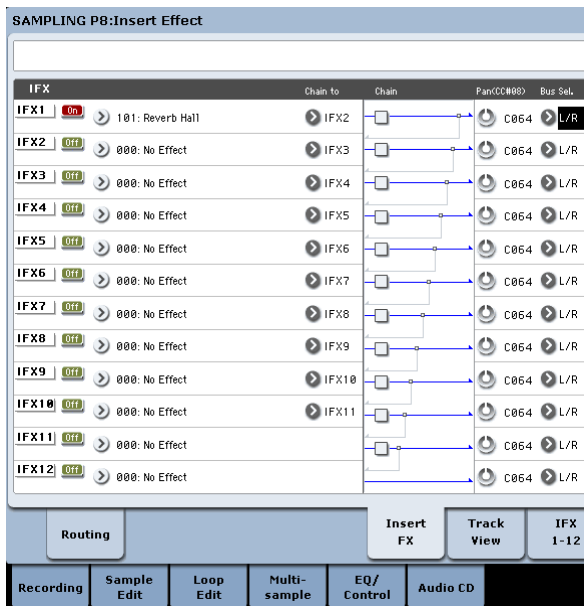 SAMPLING P8:Insert Effect
IFX Chain to Chain Pan(CC#08) Bus Sel.
IFX1 On 101: Reverb Hall IFX2 C064 L/R
IFX2 Off 000: No Effect IFX3 C064 L/R
IFX3 Off 000: No Effect IFX4 C064 L/R
IFX4 Off 000: No Effect IFX5 C064 L/R
IFX5 Off 000: No Effect IFX6 C064 L/R
IFX6 Off 000: No Effect IFX7 C064 L/R
IFX7 Off 000: No Effect IFX8 C064 L/R
IFX8 Off 000: No Effect IFX9 C064 L/R
IFX9 Off 000: No Effect IFX10 C064 L/R
IFX10 Off 000: No Effect IFX11 C064 L/R
IFX11 Off 000: No Effect C064 L/R
IFX12 Off 000: No Effect C064 L/R
Routing
Insert
FX
Track
View
IFX
1-12
Recording
Sample
Edit
Loop
Edit
Multi-
sample
EQ/
Control
Audio CD